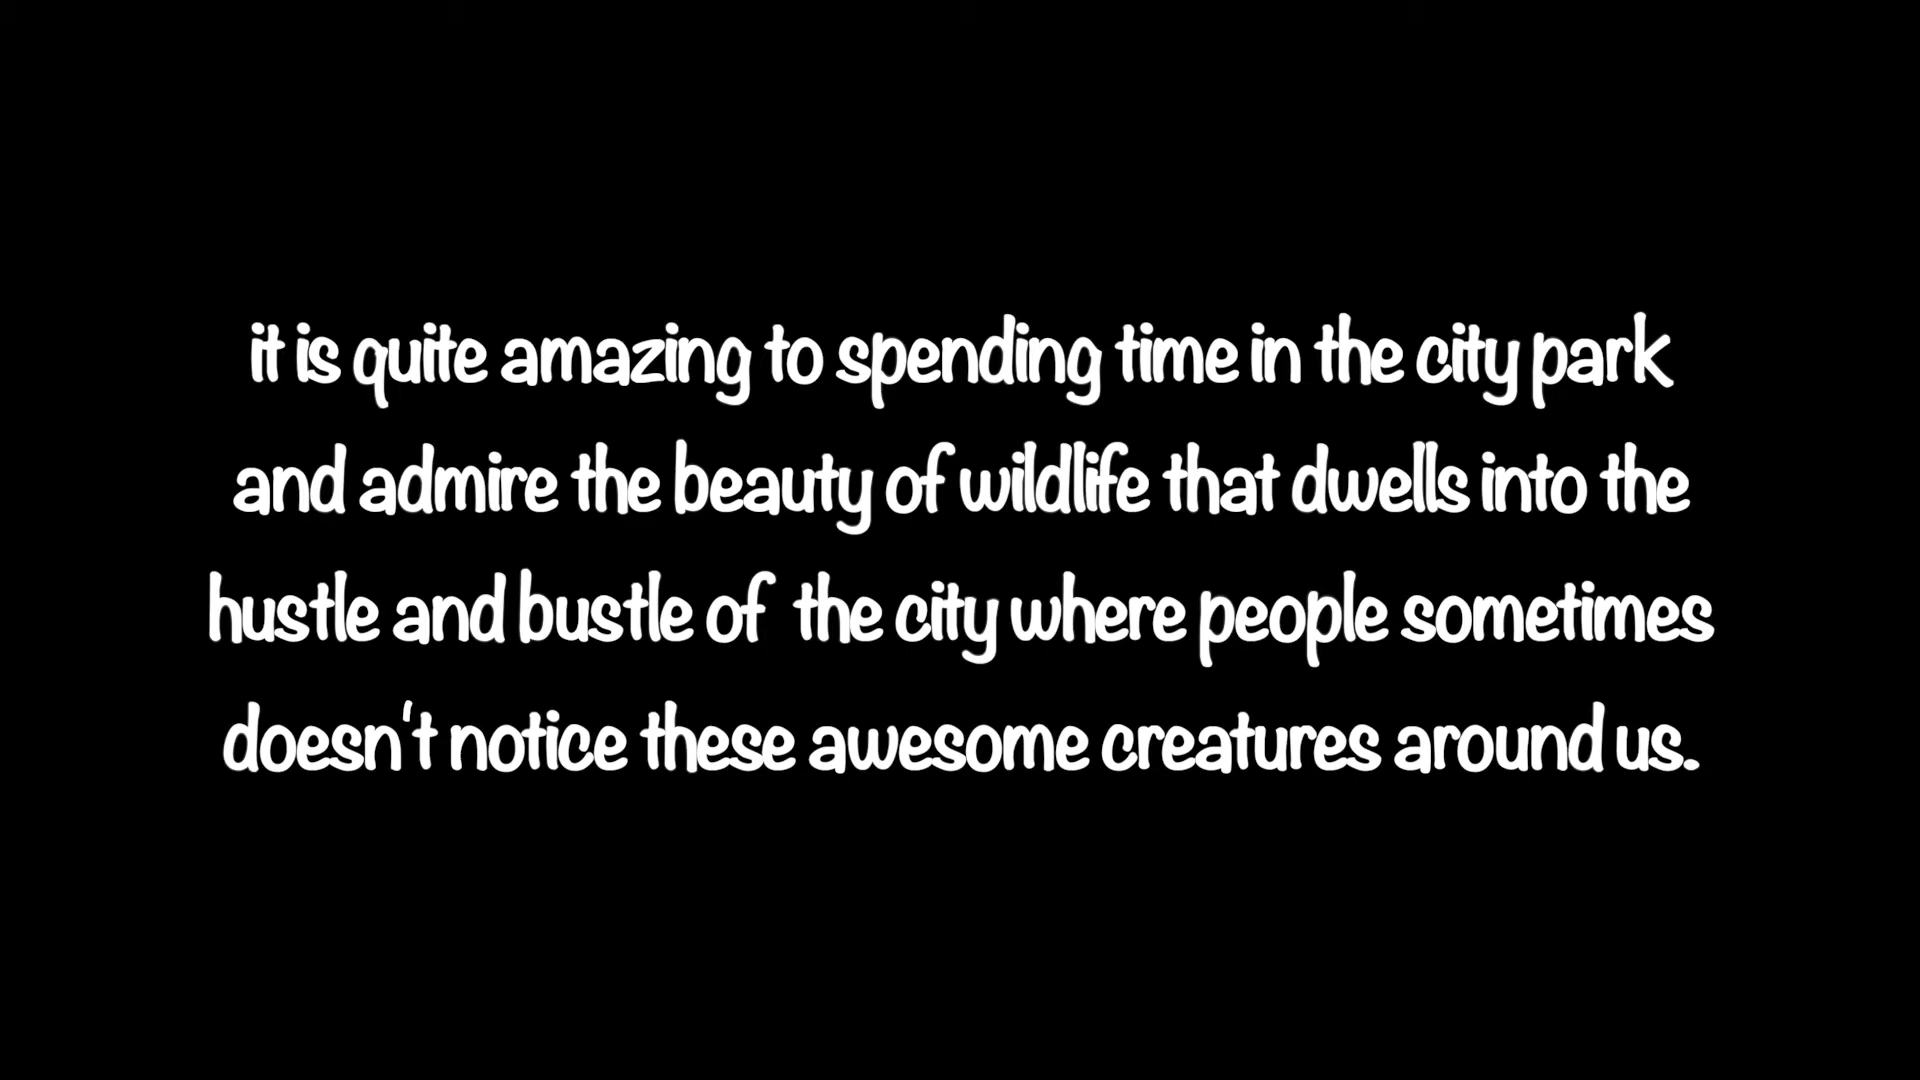 it is quite amazing to spending time in the city park
and admire the beauty of wildlife that dwells into the
hustle and bustle of the city where people sometimes
doesn't notice these awesome creatures around us.